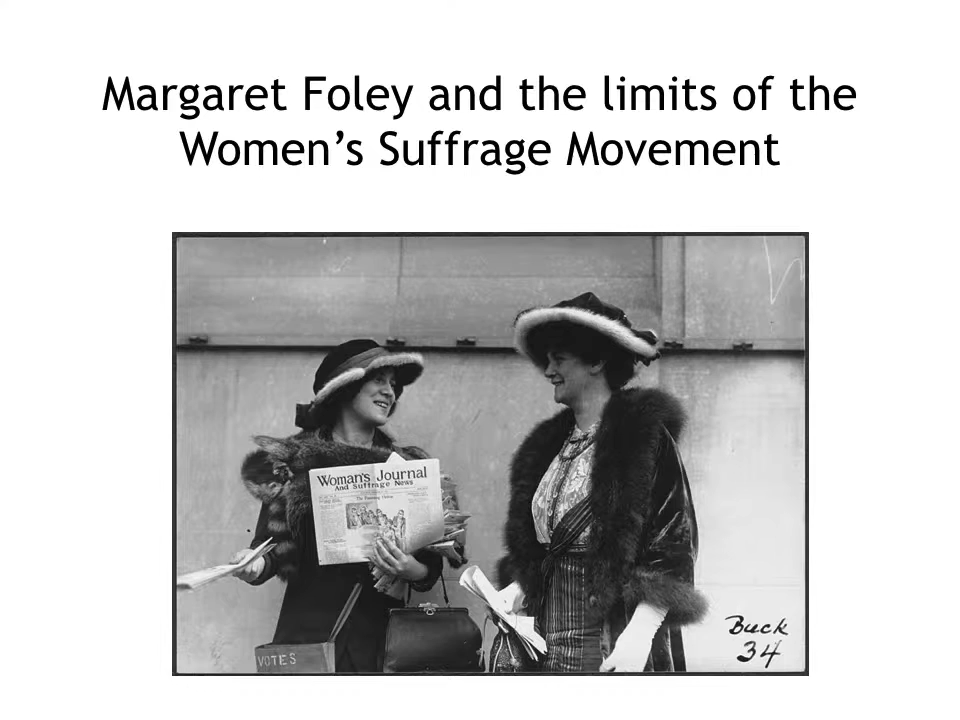 Margaret Foley and the limits of the
Women’s Suffrage Movement
Woman's Journal
And Suffrage News
VOTES
Buck
34